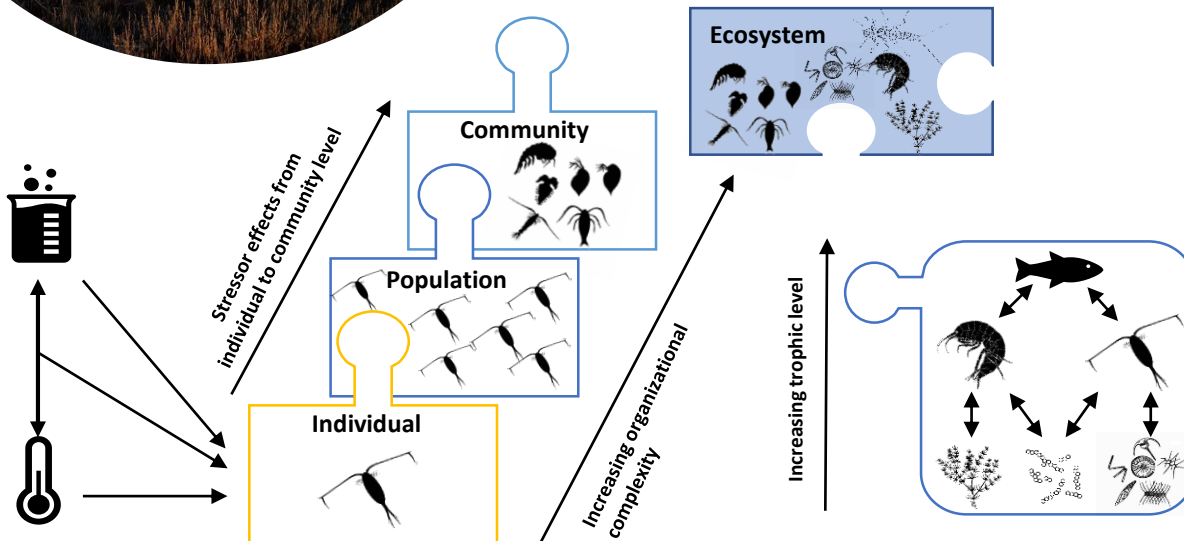 Ecosystem
Community
Stressor effects from
individual to community level
Population
Individual
Increasing organizational
complexity
Increasing trophic level